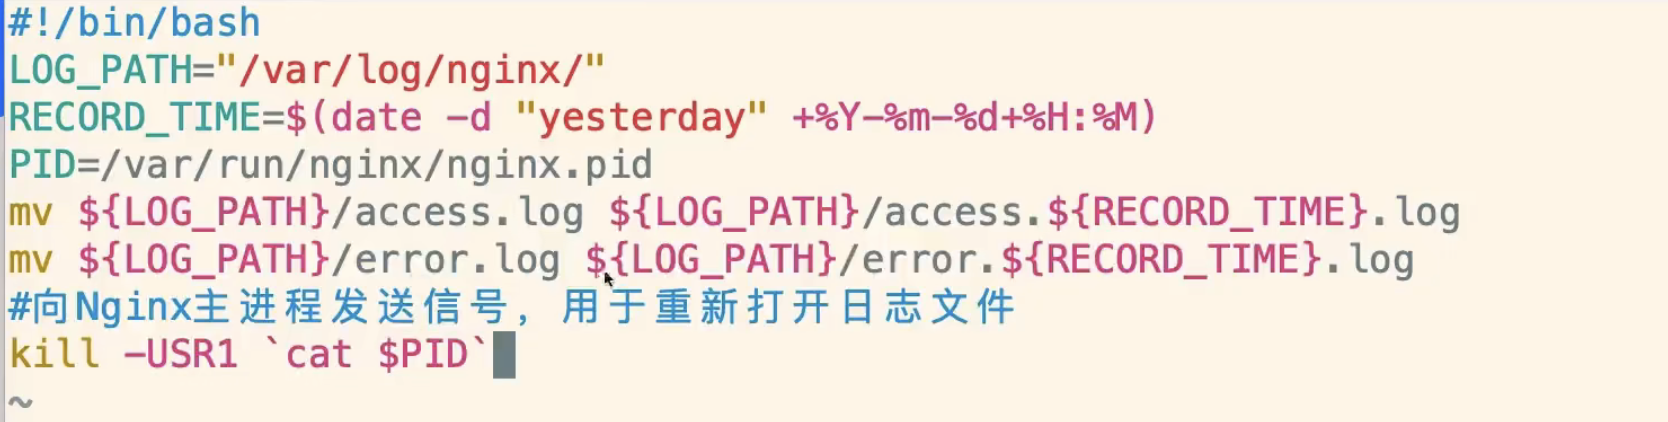 #!/bin/bash
LOG_PATH="/var/log/nginx/"
RECORD_TIME=$(date -d "yesterday" +%Y-%m-%d+%H:%M)
PID=/var/run/nginx/nginx.pid
mv ${LOG_PATH}/access.log ${LOG_PATH}/access.${RECORD_TIME}.log
mv ${LOG_PATH}/error.log ${LOG_PATH}/error.${RECORD_TIME}.log
#向Nginx主进程发送信号，用于重新打开日志文件
kill -USR1 `cat $PID`
~